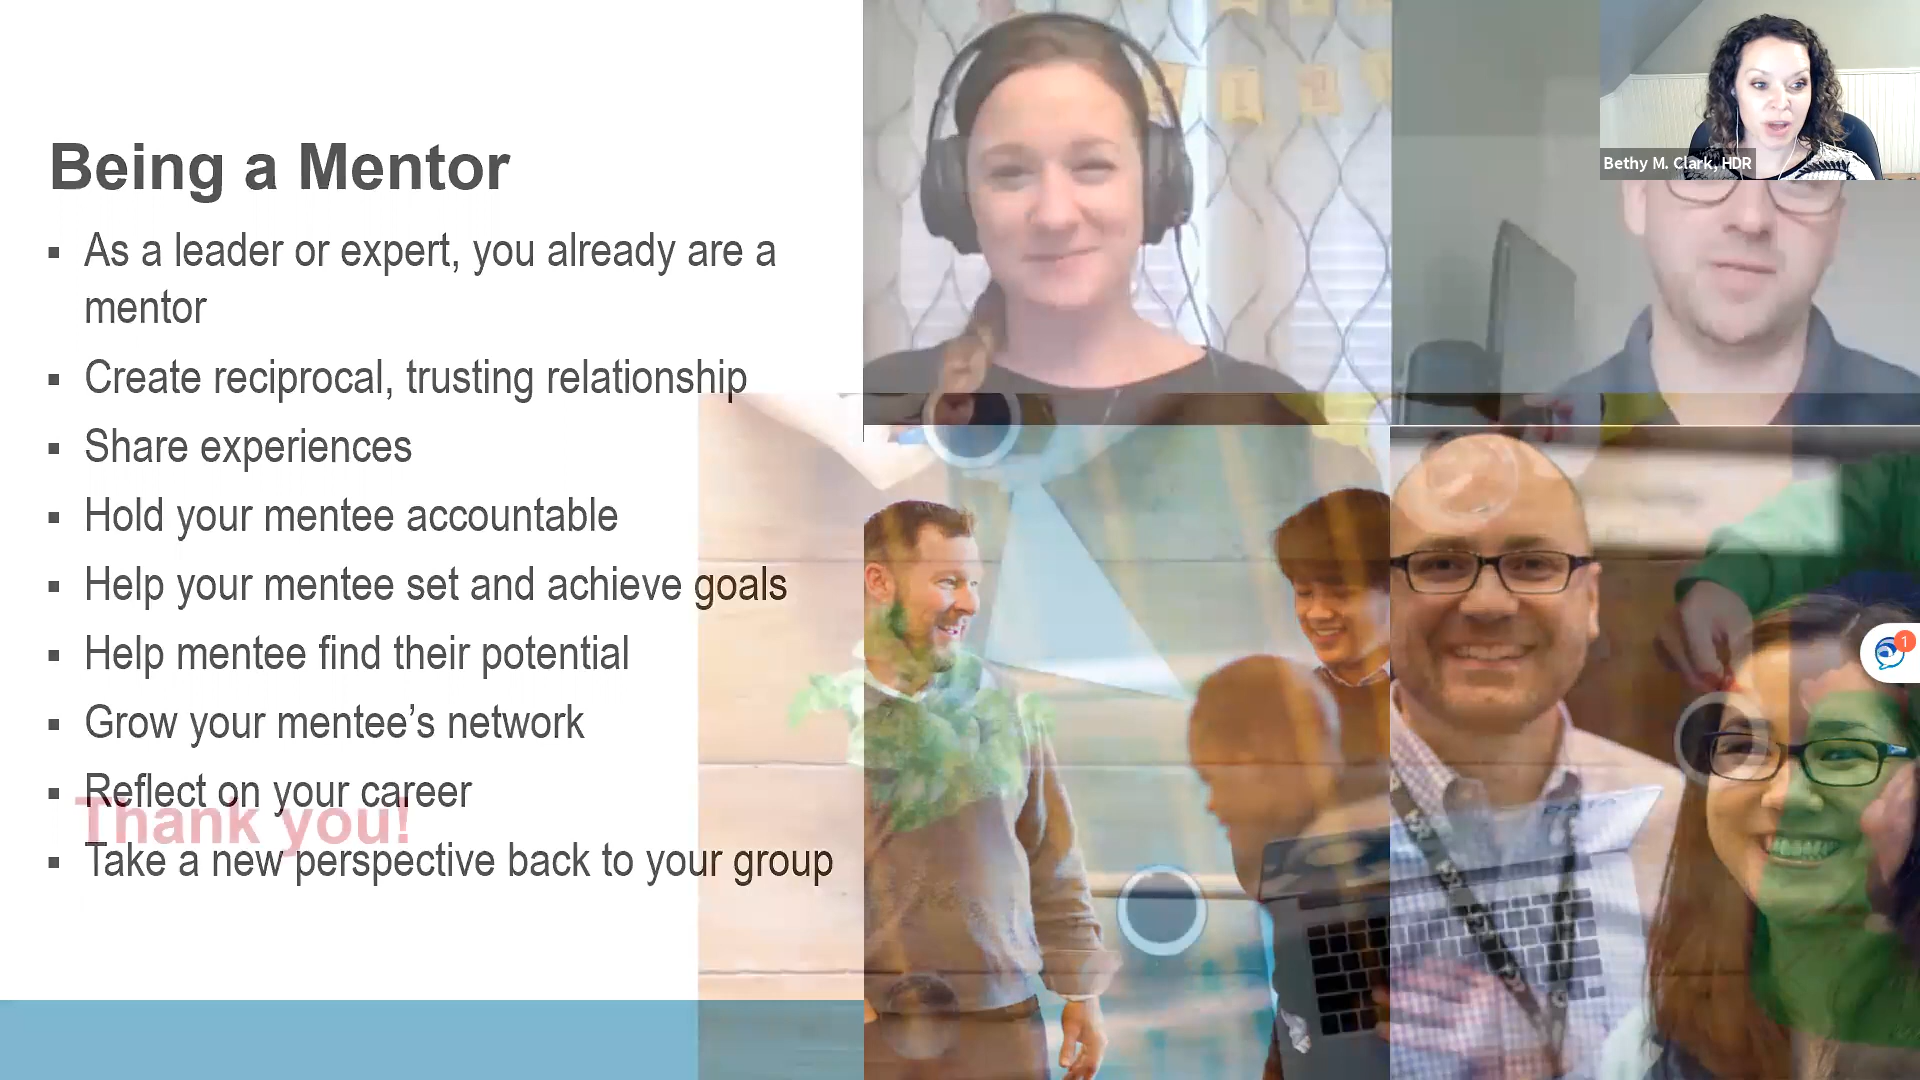 Being a Mentor
▪ As a leader or expert, you already are a
mentor
▪ Create reciprocal, trusting relationship
▪ Share experiences
▪ Hold your mentee accountable
▪ Help your mentee set and achieve goals
▪ Help mentee find their potential
▪ Grow your mentee’s network
▪ Reflect on your career
Thank you!
▪ Take a new perspective back to your group
Bethy M. Clark, HDR
1
DATA